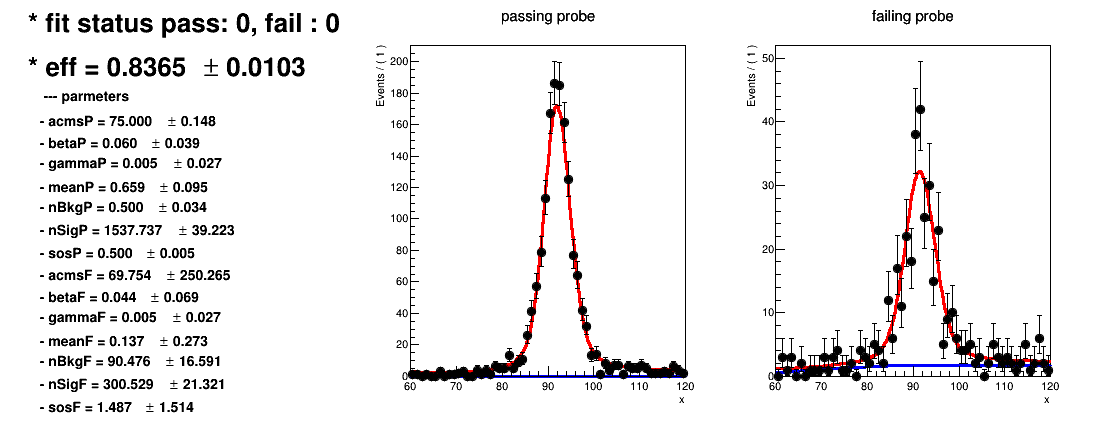 * fit status pass: 0, fail : 0
* eff = 0.8365 ± 0.0103
--- parmeters
- acmsP = 75.000 ± 0.148
- betaP = 0.060 ± 0.039
- gammaP = 0.005 ± 0.027
- meanP = 0.659 ± 0.095
- nBkgP = 0.500 ± 0.034
- nSigP = 1537.737 ± 39.223
- sosP = 0.500 ± 0.005
- acmsF = 69.754 ± 250.265
- betaF = 0.044 ± 0.069
- gammaF = 0.005 ± 0.027
- meanF = 0.137 ± 0.273
- nBkgF = 90.476 ± 16.591
- nSigF = 300.529 ± 21.321
- sosF = 1.487 ± 1.514
passing probe
Events / ( 1 )
200
180
160
140
120
100
80
60
40
20
0
60 70 80 90 100 110 120
x
failing probe
Events / ( 1 )
50
40
30
20
10
0
60 70 80 90 100 110 120
x